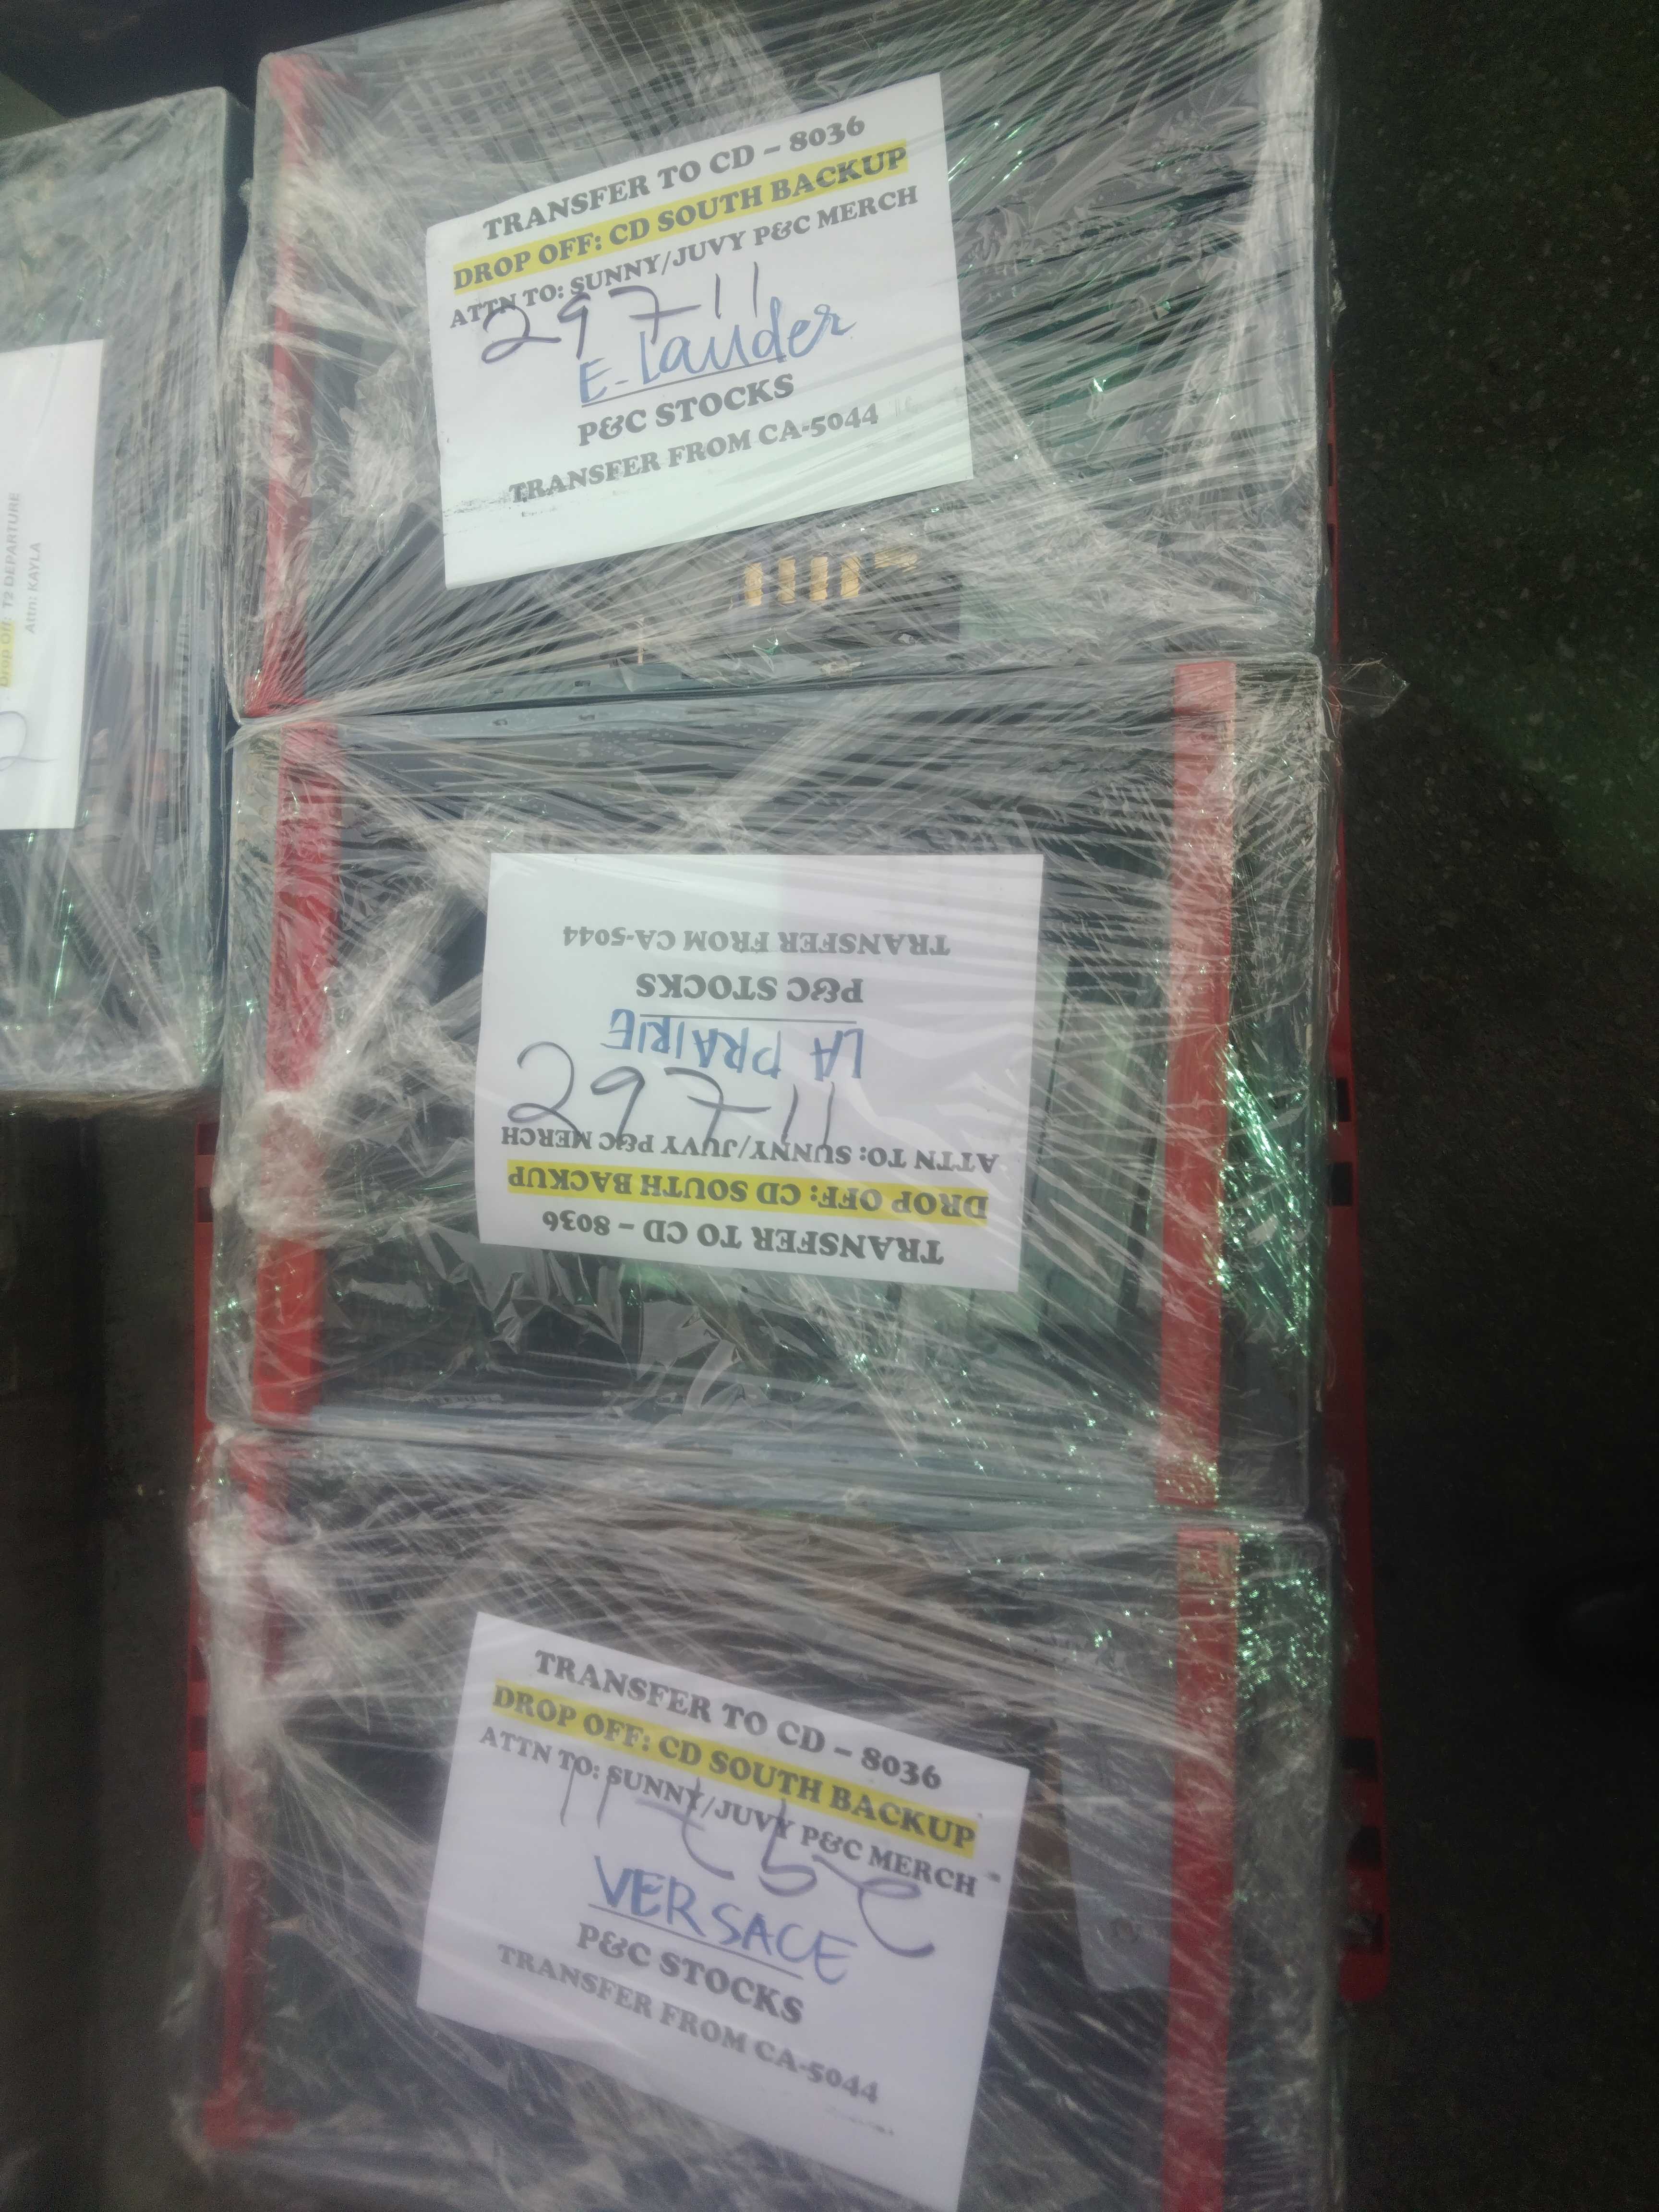 TRANSFER TO CD – 8036
DROP OFF: CD SOUTH BACKUP
ATTN TO: SUNNY/JUVY P&C MERCH
29711
E-Lauder
P&C STOCKS
TRANSFER FROM CA-5044
TRANSFER TO CD – 8036
DROP OFF: CD SOUTH BACKUP
ATTN TO: SUNNY/JUVY P&C MERCH
29711
LA PRAIRIE
P&C STOCKS
TRANSFER FROM CA-5044
TRANSFER TO CD – 8036
DROP OFF: CD SOUTH BACKUP
ATTN TO: SUNNY/JUVY P&C MERCH
29711
VERSACE
P&C STOCKS
TRANSFER FROM CA-5044
Drop Off: T2 DEPARTURE
Attn: KAYLA
2